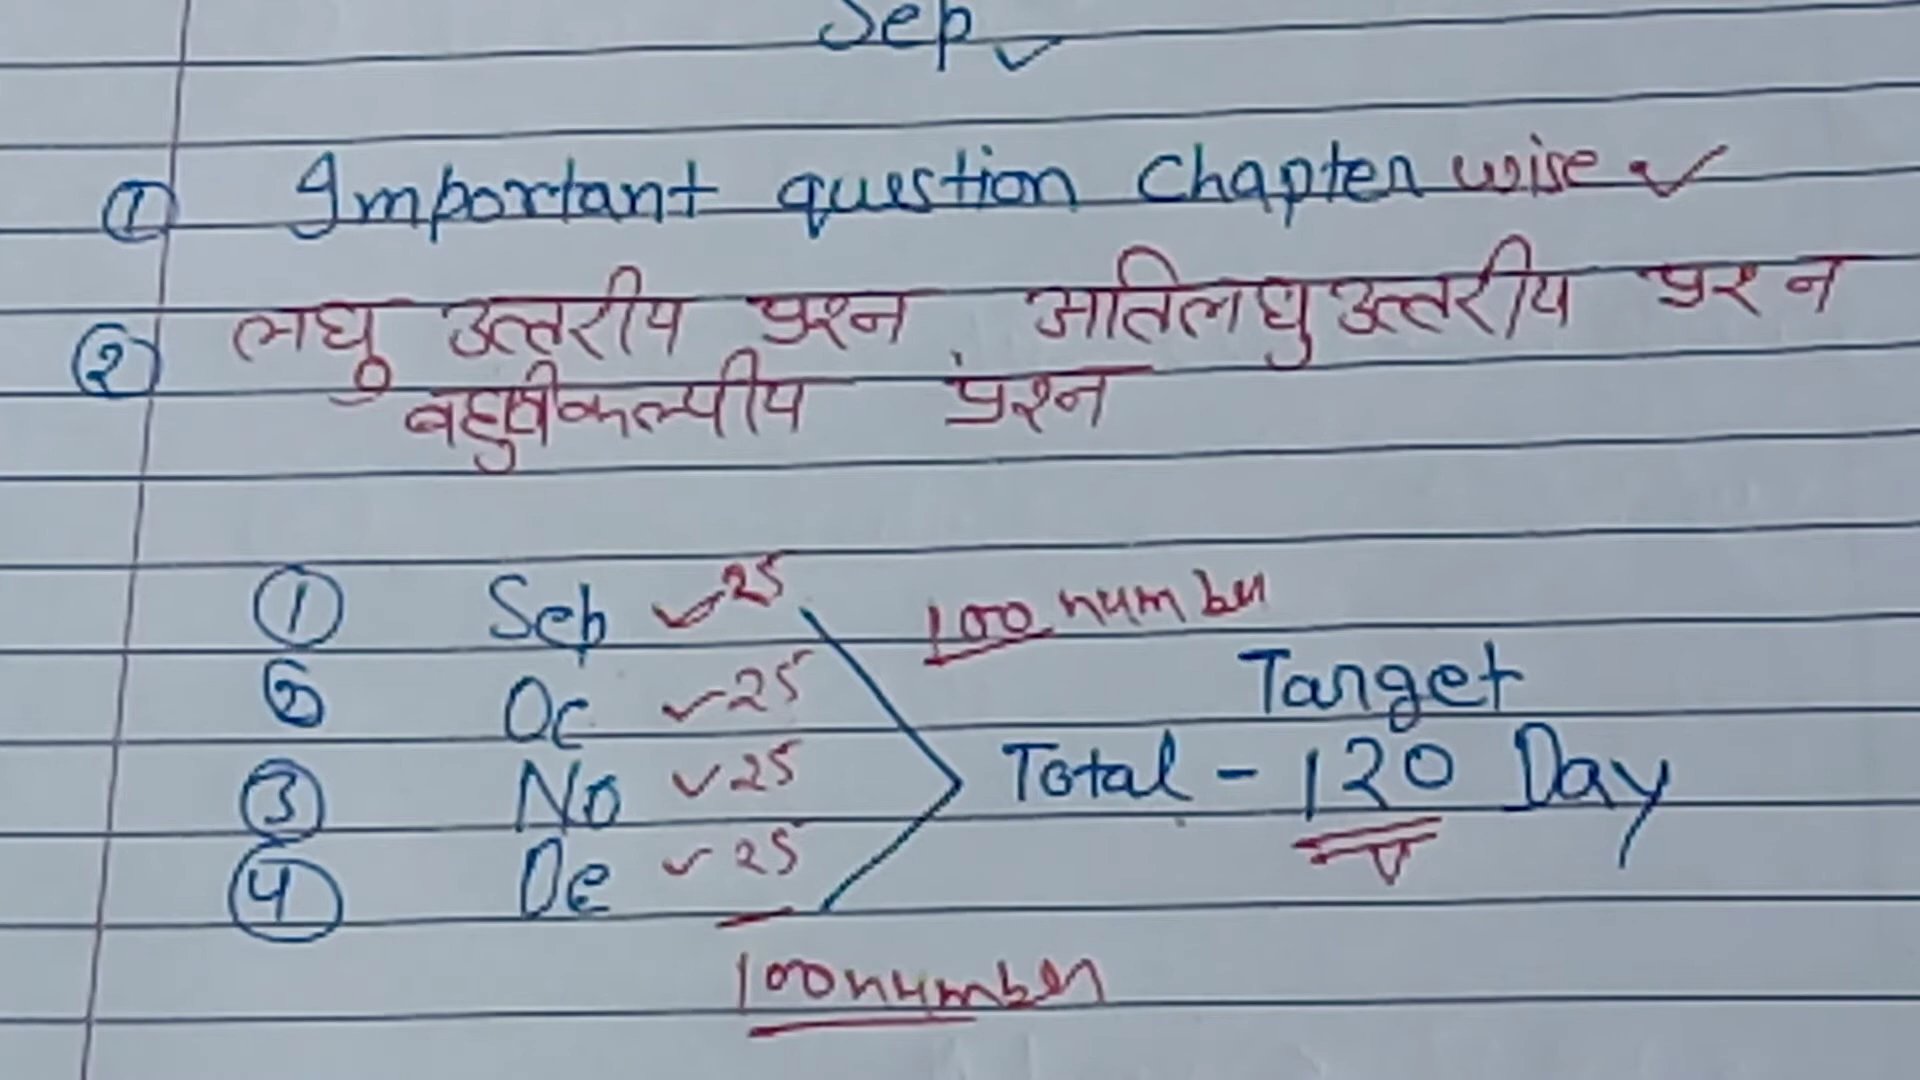 Sep
① Important question Chapter wise
② लघु उत्तरीय प्रश्न अतिलघु उत्तरीय प्रश्न
बहुविकल्पीय प्रश्न
① Sep 25 100 number
② Oc 25 Target
③ No 25 Total - 120 Day
④ De 25
100 number